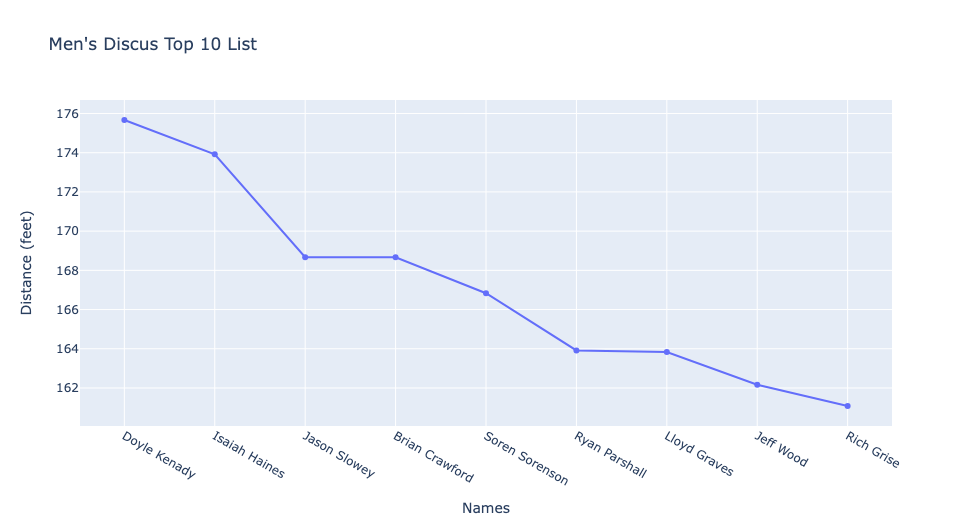 Men's Discus Top 10 List
Distance (feet)
176
174
172
170
168
166
164
162
Doyle Kenady
Isaiah Haines
Jason Slowey
Brian Crawford
Soren Sorenson
Ryan Parshall
Lloyd Graves
Jeff Wood
Rich Grise
Names